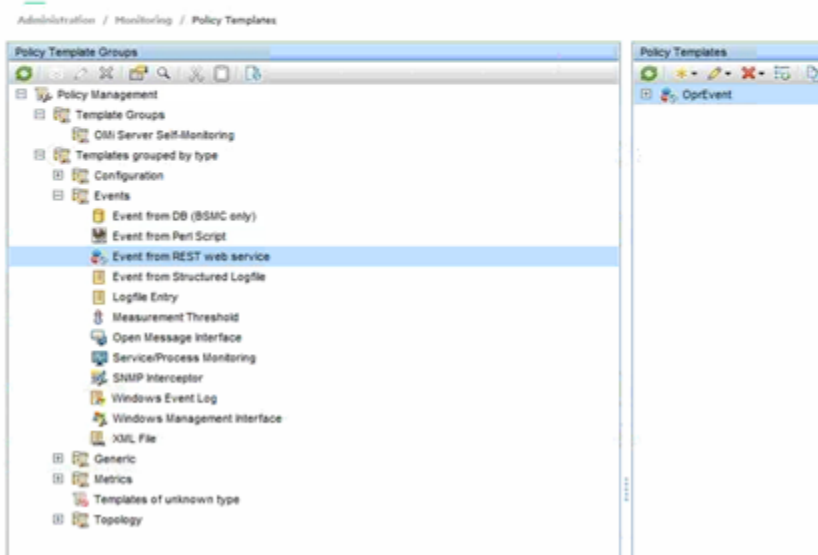 Administration / Monitoring / Policy Templates
Policy Template Groups
Policy Templates
Policy Management
OprEvent
Template Groups
OMi Server Self-Monitoring
Templates grouped by type
Configuration
Events
Event from DB (BSMC only)
Event from Perl Script
Event from REST web service
Event from Structured Logfile
Logfile Entry
Measurement Threshold
Open Message Interface
Service/Process Monitoring
SNMP Interceptor
Windows Event Log
Windows Management Interface
XML File
Generic
Metrics
Templates of unknown type
Topology